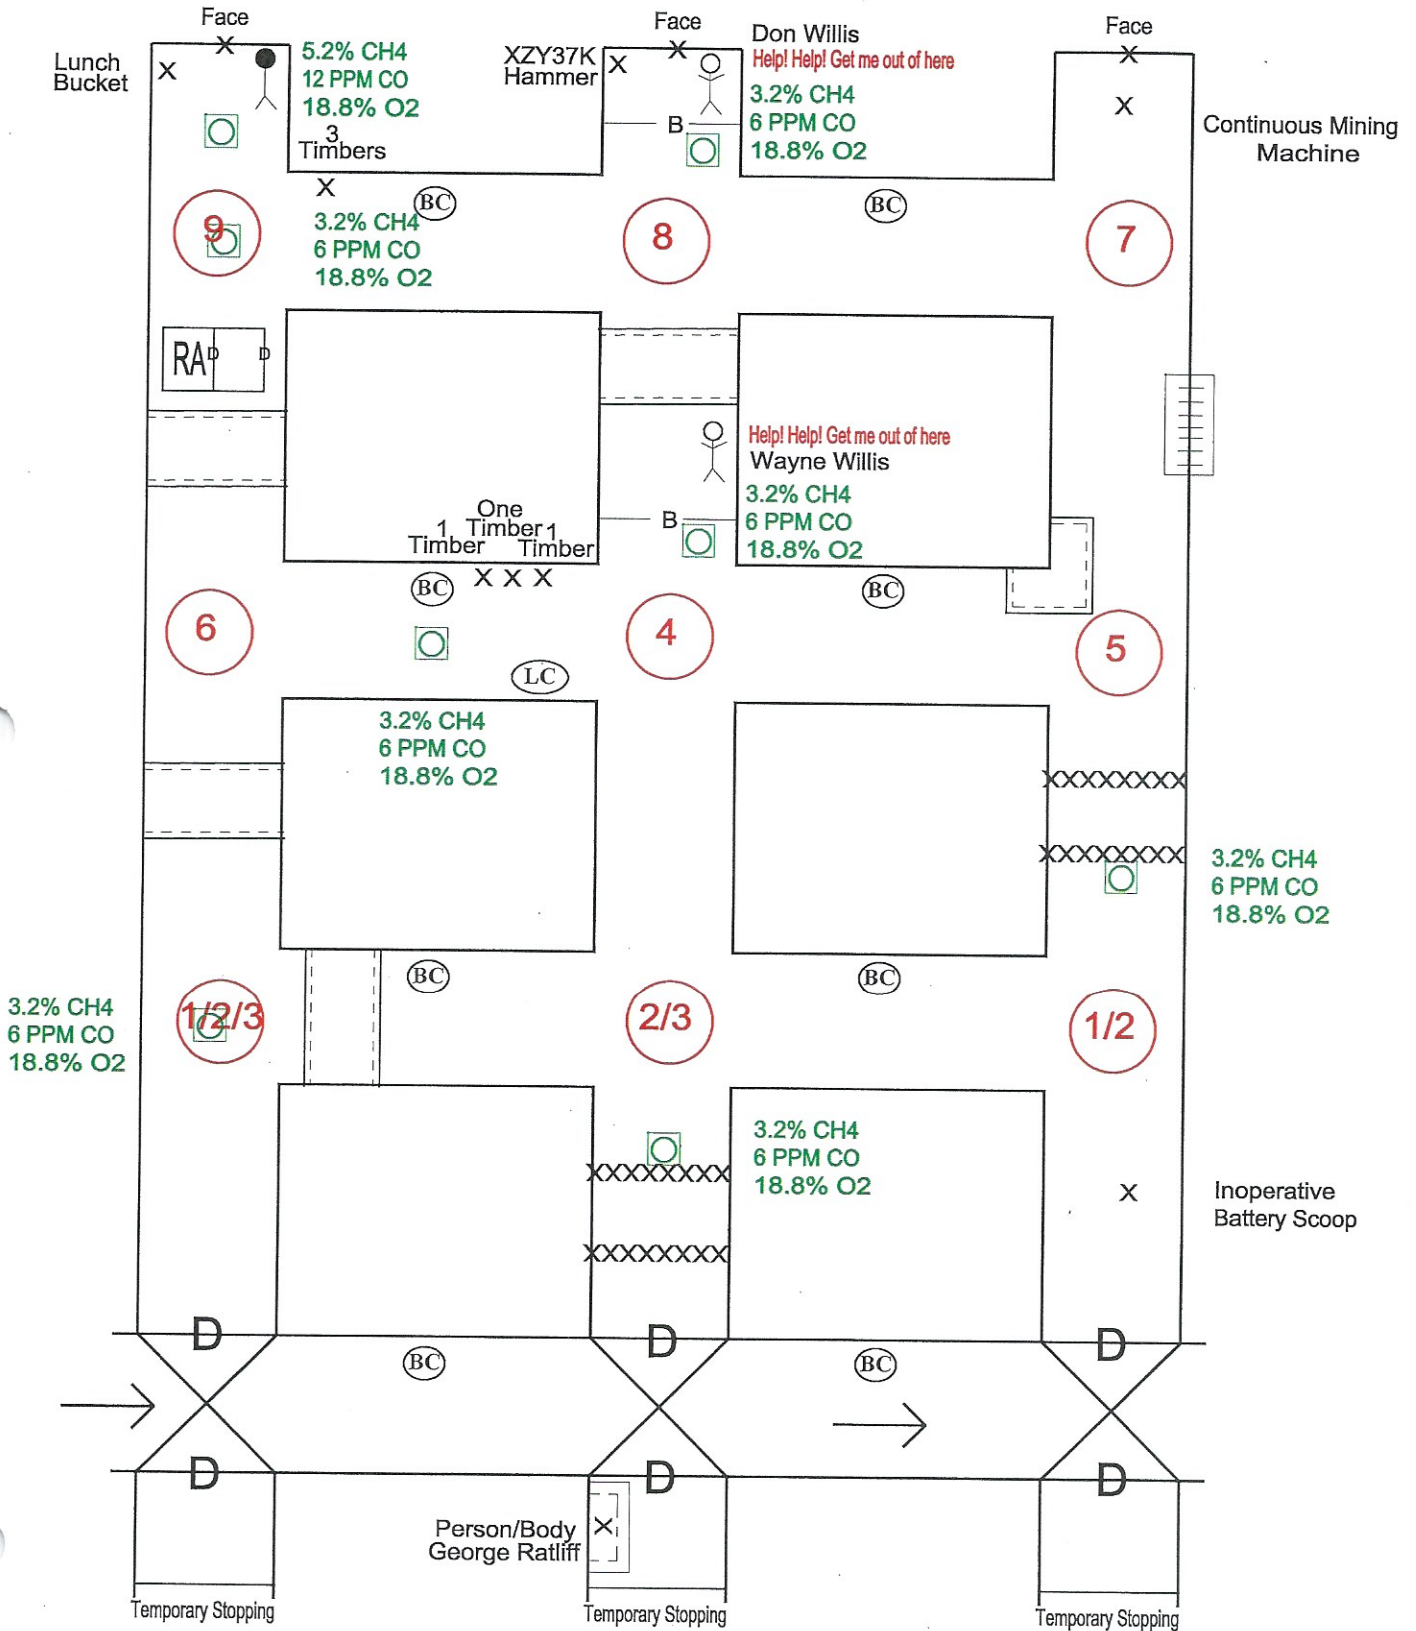 Face
Face
Face
Lunch
Bucket
X
X
5.2% CH4
12 PPM CO
18.8% O2
3
Timbers
X
XZY37K
Hammer
X
X
Don Willis
Help! Help! Get me out of here
3.2% CH4
6 PPM CO
18.8% O2
B
X
X
Continuous Mining
Machine
BC
BC
9
3.2% CH4
6 PPM CO
18.8% O2
8
7
RA
D
D
Help! Help! Get me out of here
Wayne Willis
3.2% CH4
6 PPM CO
18.8% O2
B
One
Timber
1
Timber
1
Timber
X X X
BC
BC
6
4
5
LC
3.2% CH4
6 PPM CO
18.8% O2
XXXXXXXX
XXXXXXXX
3.2% CH4
6 PPM CO
18.8% O2
BC
BC
3.2% CH4
6 PPM CO
18.8% O2
1/2/3
2/3
1/2
3.2% CH4
6 PPM CO
18.8% O2
XXXXXXXX
XXXXXXXX
X
Inoperative
Battery Scoop
D
D
D
BC
BC
D
D
D
Person/Body
George Ratliff
X
Temporary Stopping
Temporary Stopping
Temporary Stopping